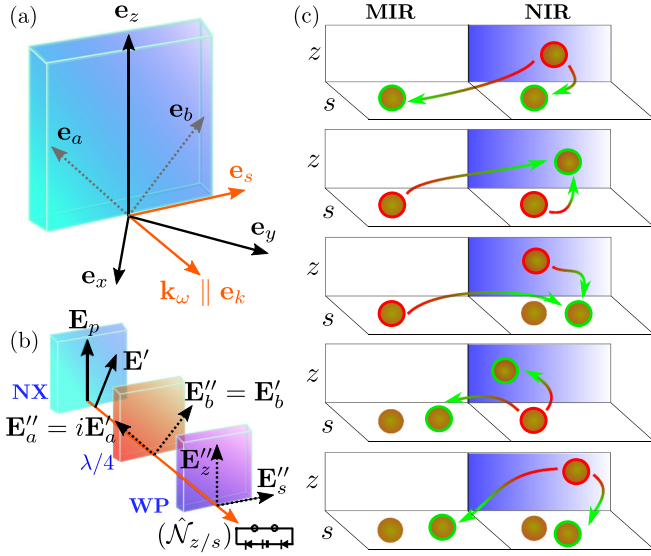 (a)
𝐞_z
𝐞_a
𝐞_b
𝐞_s
𝐞_y
𝐞_x
𝐤_ω ∥ 𝐞_k
(b)
𝐄_p
𝐄′
NX
𝐄″_b = 𝐄′_b
𝐄″_a = i𝐄′_a
λ/4
𝐄″_z
𝐄″_s
WP
(𝒩̂_{z/s})
(c)
MIR NIR
z
s
z
s
z
s
z
s
z
s